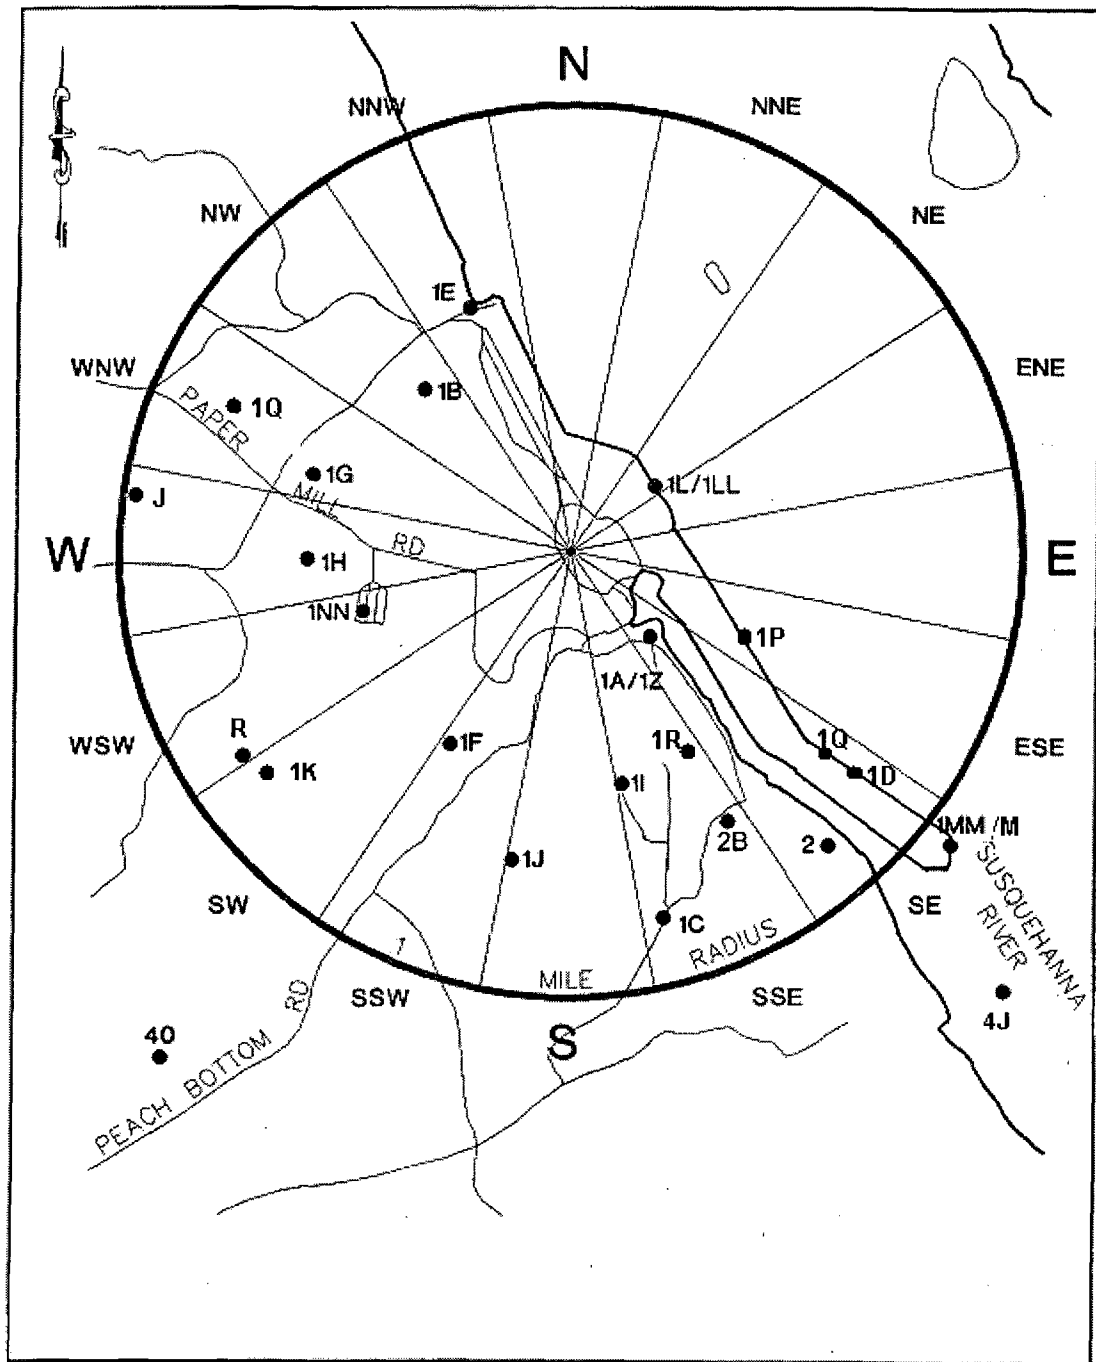 N
NNW
NNE
NW
NE
1E
WNW
ENE
1B
1Q
PAPER
MILL
RD
1G
1L/1LL
J
W
E
1H
1NN
1P
1A/1Z
R
WSW
1F
1R
1Q
ESE
1K
1I
1D
2B
2
1MM/M
1J
SW
SE
1C
SUSQUEHANNA
RIVER
1 MILE RADIUS
SSW
SSE
S
4J
40
PEACH BOTTOM RD